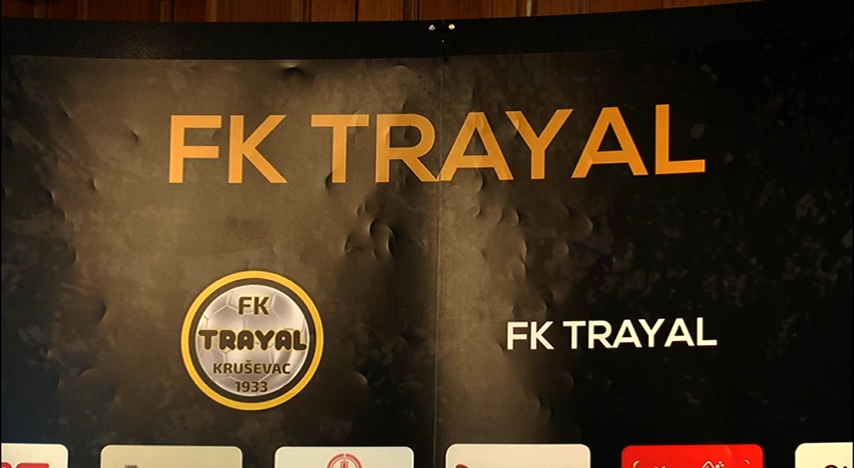 FK TRAYAL
FK
TRAYAL
KRUŠEVAC
1933
FK TRAYAL